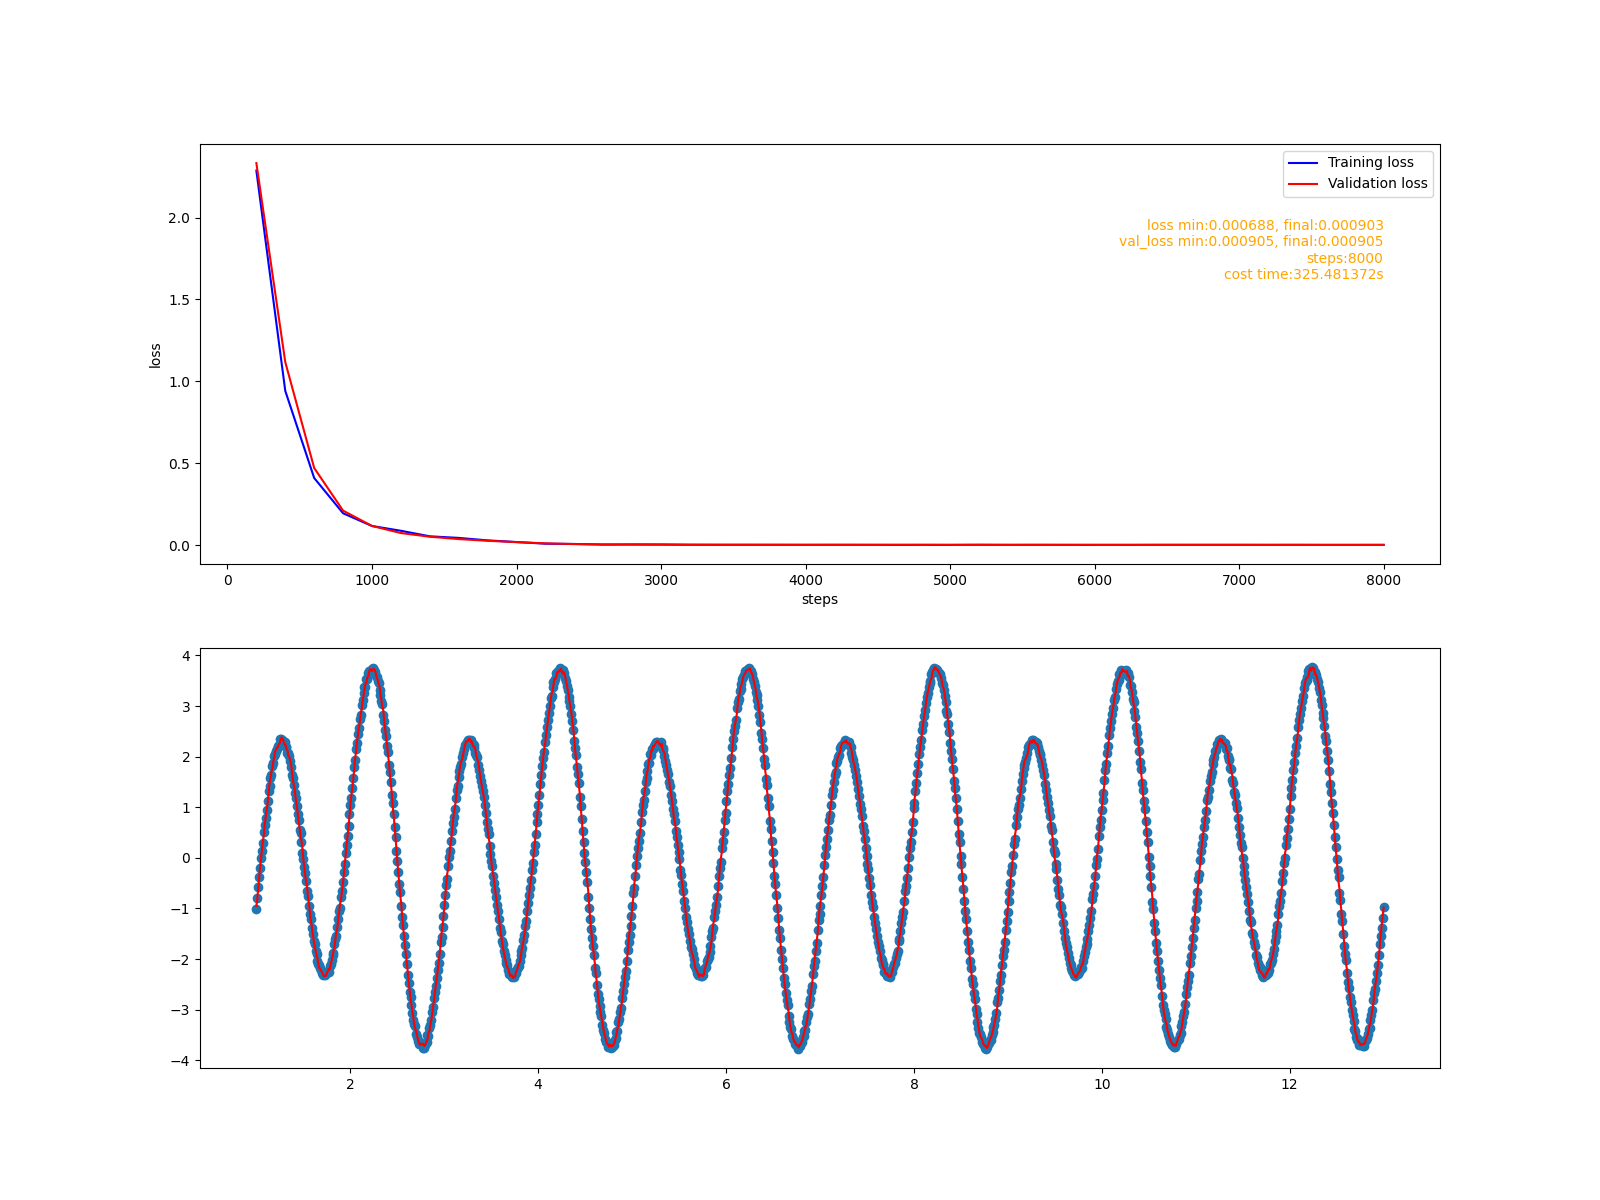 Training loss
Validation loss
loss min:0.000688, final:0.000903
val_loss min:0.000905, final:0.000905
steps:8000
cost time:325.481372s
2.0
1.5
1.0
0.5
0.0
loss
0 1000 2000 3000 4000 5000 6000 7000 8000
steps
4
3
2
1
0
−1
−2
−3
−4
2 4 6 8 10 12